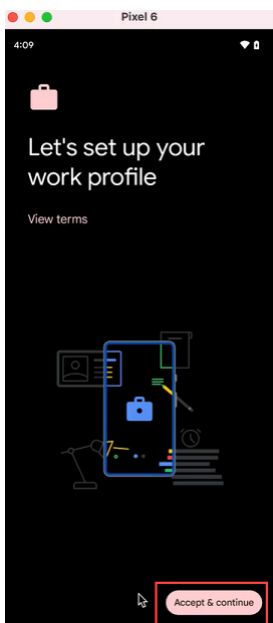 Pixel 6
4:09
Let's set up your
work profile
View terms
Accept & continue